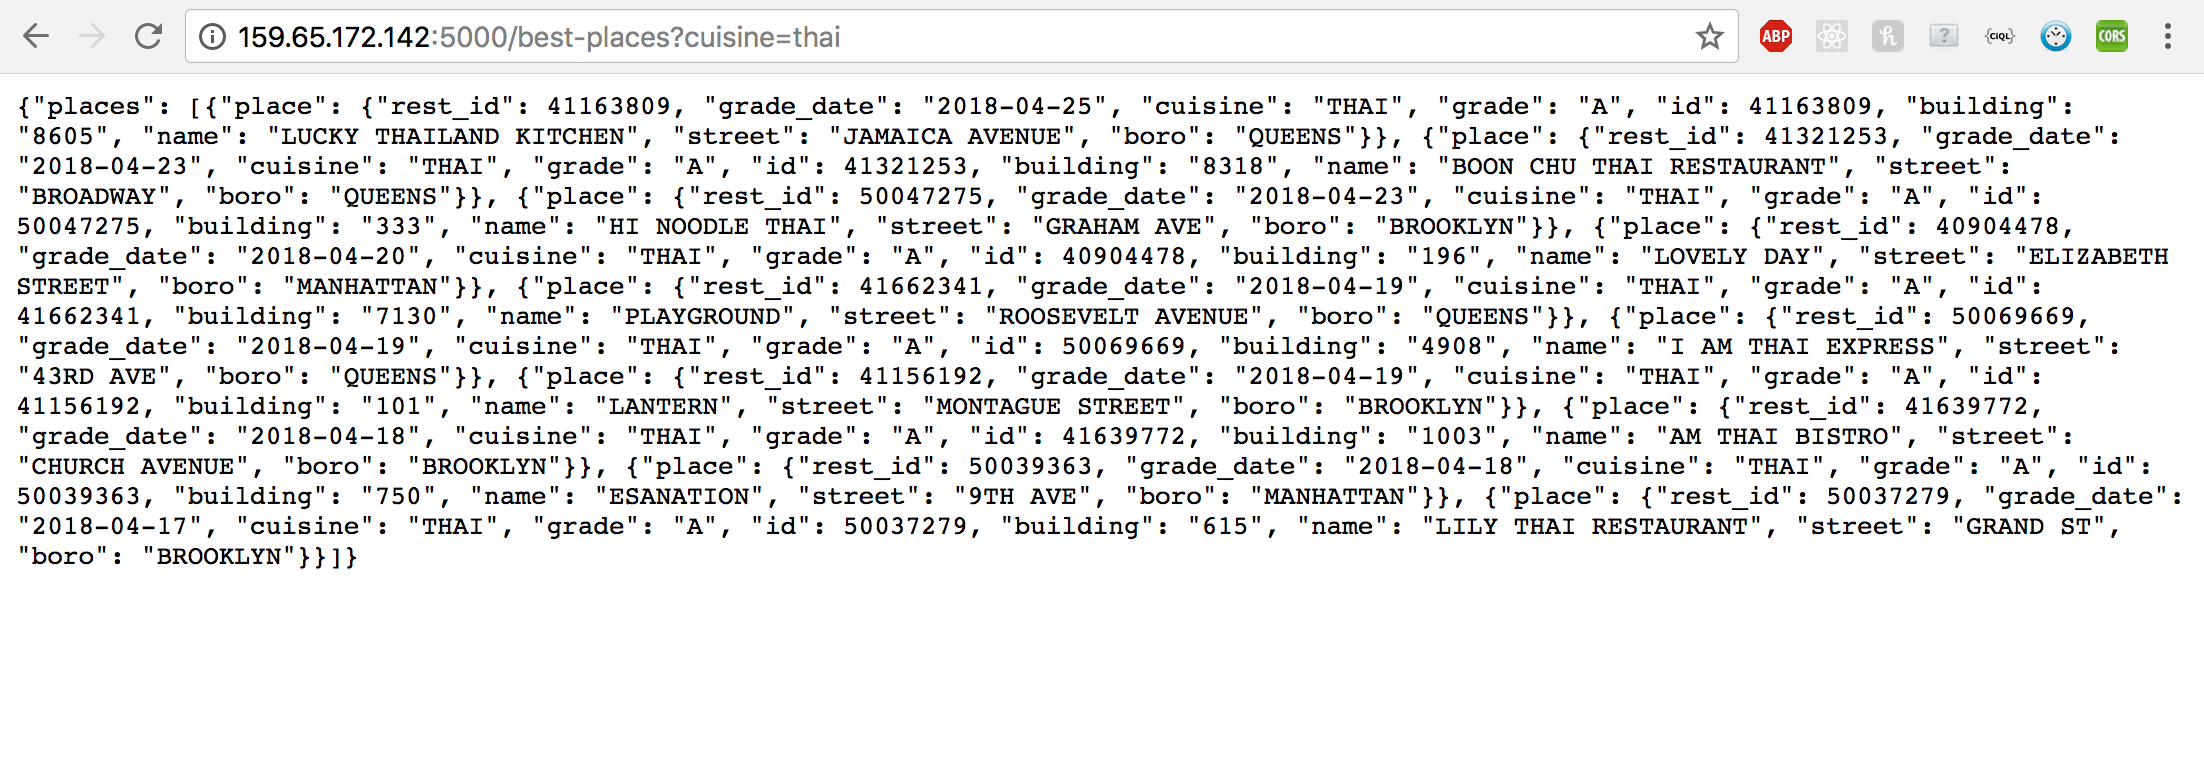 159.65.172.142:5000/best-places?cuisine=thai
ABP
h
?
{CIQL}
CORS
{"places": [{"place": {"rest_id": 41163809, "grade_date": "2018-04-25", "cuisine": "THAI", "grade": "A", "id": 41163809, "building":
"8605", "name": "LUCKY THAILAND KITCHEN", "street": "JAMAICA AVENUE", "boro": "QUEENS"}}, {"place": {"rest_id": 41321253, "grade_date":
"2018-04-23", "cuisine": "THAI", "grade": "A", "id": 41321253, "building": "8318", "name": "BOON CHU THAI RESTAURANT", "street":
"BROADWAY", "boro": "QUEENS"}}, {"place": {"rest_id": 50047275, "grade_date": "2018-04-23", "cuisine": "THAI", "grade": "A", "id":
50047275, "building": "333", "name": "HI NOODLE THAI", "street": "GRAHAM AVE", "boro": "BROOKLYN"}}, {"place": {"rest_id": 40904478,
"grade_date": "2018-04-20", "cuisine": "THAI", "grade": "A", "id": 40904478, "building": "196", "name": "LOVELY DAY", "street": "ELIZABETH
STREET", "boro": "MANHATTAN"}}, {"place": {"rest_id": 41662341, "grade_date": "2018-04-19", "cuisine": "THAI", "grade": "A", "id":
41662341, "building": "7130", "name": "PLAYGROUND", "street": "ROOSEVELT AVENUE", "boro": "QUEENS"}}, {"place": {"rest_id": 50069669,
"grade_date": "2018-04-19", "cuisine": "THAI", "grade": "A", "id": 50069669, "building": "4908", "name": "I AM THAI EXPRESS", "street":
"43RD AVE", "boro": "QUEENS"}}, {"place": {"rest_id": 41156192, "grade_date": "2018-04-19", "cuisine": "THAI", "grade": "A", "id":
41156192, "building": "101", "name": "LANTERN", "street": "MONTAGUE STREET", "boro": "BROOKLYN"}}, {"place": {"rest_id": 41639772,
"grade_date": "2018-04-18", "cuisine": "THAI", "grade": "A", "id": 41639772, "building": "1003", "name": "AM THAI BISTRO", "street":
"CHURCH AVENUE", "boro": "BROOKLYN"}}, {"place": {"rest_id": 50039363, "grade_date": "2018-04-18", "cuisine": "THAI", "grade": "A", "id":
50039363, "building": "750", "name": "ESANATION", "street": "9TH AVE", "boro": "MANHATTAN"}}, {"place": {"rest_id": 50037279, "grade_date":
"2018-04-17", "cuisine": "THAI", "grade": "A", "id": 50037279, "building": "615", "name": "LILY THAI RESTAURANT", "street": "GRAND ST",
"boro": "BROOKLYN"}}]}